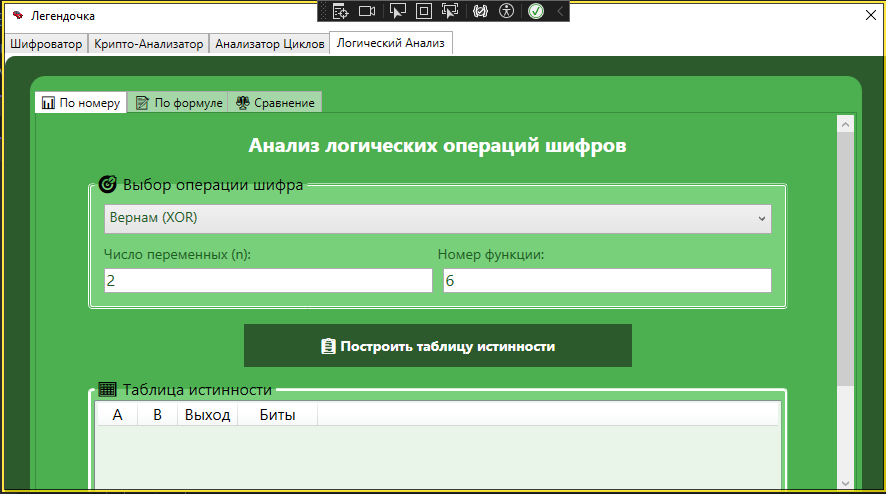 Легендочка
Шифроватор Крипто-Анализатор Анализатор Циклов Логический Анализ
По номеру По формуле Сравнение
Анализ логических операций шифров
Выбор операции шифра
Вернам (XOR)
Число переменных (n): Номер функции:
2 6
Построить таблицу истинности
Таблица истинности
A B Выход Биты